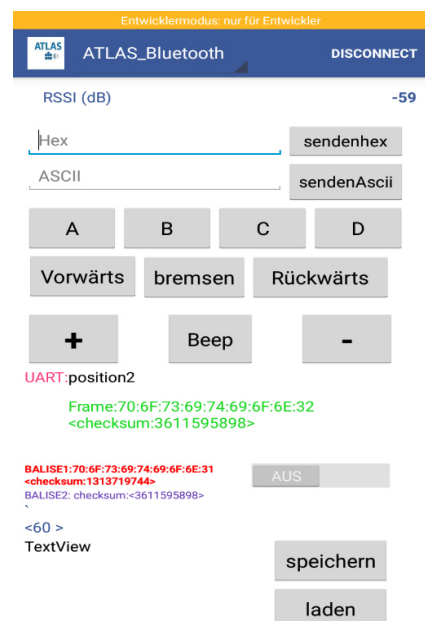 Entwicklermodus: nur für Entwickler
ATLAS
ATLAS_Bluetooth
DISCONNECT
RSSI (dB)
-59
Hex
sendenhex
ASCII
sendenAscii
A
B
C
D
Vorwärts
bremsen
Rückwärts
+
Beep
-
UART:position2
Frame:70:6F:73:69:74:69:6F:6E:32
<checksum:3611595898>
BALISE1:70:6F:73:69:74:69:6F:6E:31
<checksum:1313719744>
AUS
BALISE2: checksum:<3611595898>
`
<60 >
TextView
speichern
laden